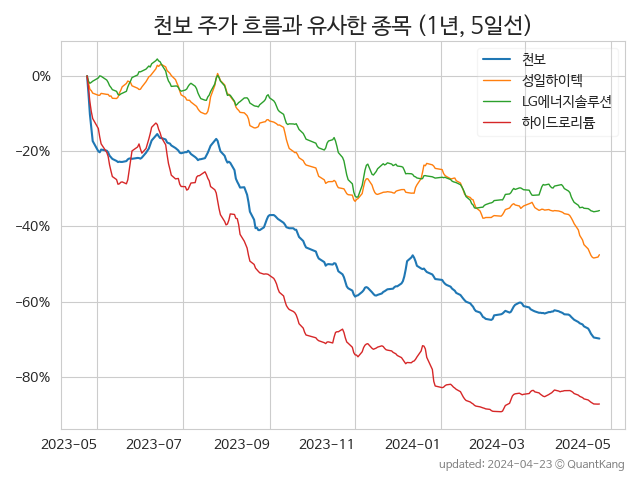 천보 주가 흐름과 유사한 종목 (1년, 5일선)
천보
성일하이텍
LG에너지솔루션
하이드로리튬
0%
−20%
−40%
−60%
−80%
2023-05 2023-07 2023-09 2023-11 2024-01 2024-03 2024-05
updated: 2024-04-23 © QuantKang